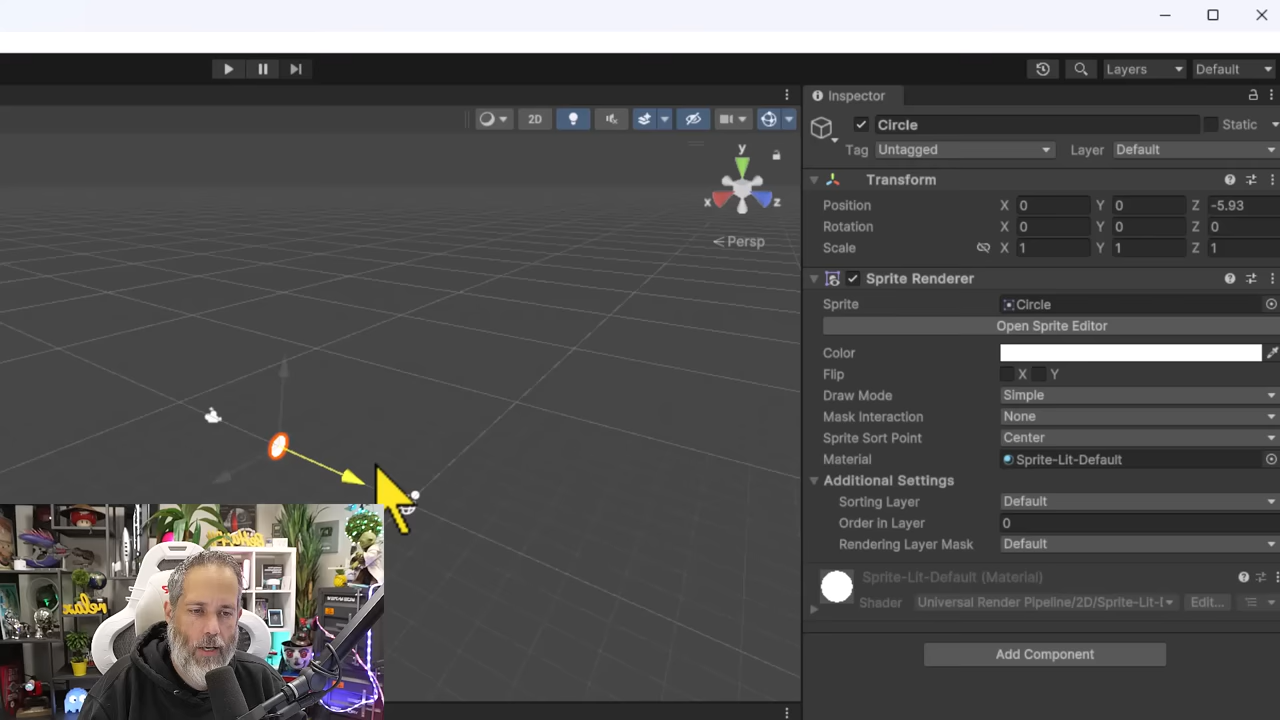 Layers
Default
2D
Inspector
Circle
Static
Tag Untagged Layer Default
y
x
z
Persp
Transform
Position X 0 Y 0 Z -5.93
Rotation X 0 Y 0 Z 0
Scale X 1 Y 1 Z 1
Sprite Renderer
Sprite Circle
Open Sprite Editor
Color
Flip X Y
Draw Mode Simple
Mask Interaction None
Sprite Sort Point Center
Material Sprite-Lit-Default
Additional Settings
Sorting Layer Default
Order in Layer 0
Rendering Layer Mask Default
Sprite-Lit-Default (Material)
Shader Universal Render Pipeline/2D/Sprite-Lit- Edit...
Add Component
relax